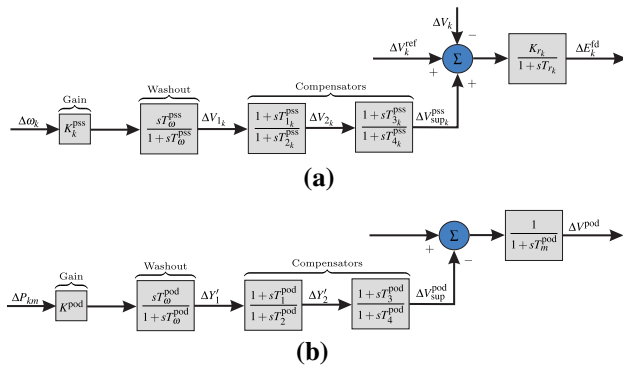 ΔV_k
−
ΔV_k^ref
+
Σ
+
K_{r_k} / 1 + sT_{r_k}
ΔE_k^fd
Gain
Washout
Compensators
Δω_k
K_k^pss
sT_ω^pss / 1 + sT_ω^pss
ΔV_{1_k}
1 + sT_{1_k}^pss / 1 + sT_{2_k}^pss
ΔV_{2_k}
1 + sT_{3_k}^pss / 1 + sT_{4_k}^pss
ΔV_{sup_k}^pss
(a)
+
Σ
−
1 / 1 + sT_m^pod
ΔV^pod
Gain
Washout
Compensators
ΔP_{km}
K^pod
sT_ω^pod / 1 + sT_ω^pod
ΔY_1′
1 + sT_1^pod / 1 + sT_2^pod
ΔY_2′
1 + sT_3^pod / 1 + sT_4^pod
ΔV_sup^pod
(b)